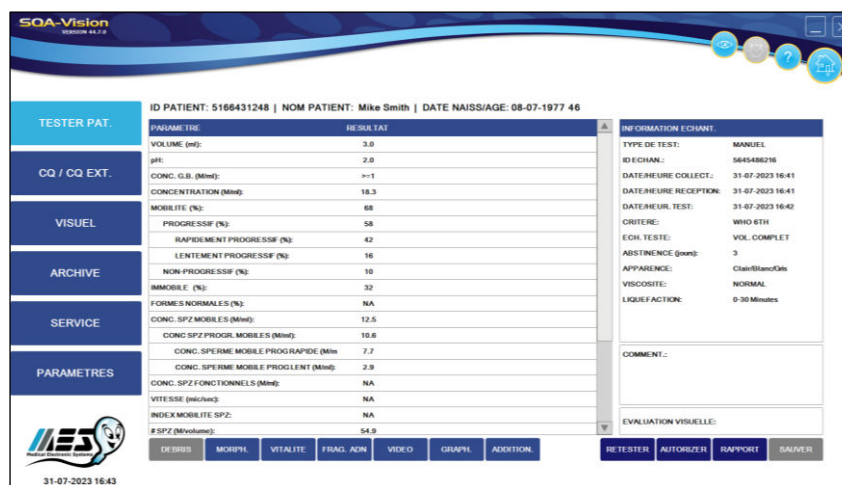 SQA-Vision
VERSION 44.7.0
?
ID PATIENT: 5166431248 | NOM PATIENT: Mike Smith | DATE NAISS/AGE: 08-07-1977 46
TESTER PAT.
CQ / CQ EXT.
VISUEL
ARCHIVE
SERVICE
PARAMETRES
PARAMETRE RESULTAT
VOLUME (ml): 3.0
pH: 2.0
CONC. G.B. (M/ml): >=1
CONCENTRATION (M/ml): 18.3
MOBILITE (%): 68
PROGRESSIF (%): 58
RAPIDEMENT PROGRESSIF (%): 42
LENTEMENT PROGRESSIF (%): 16
NON-PROGRESSIF (%): 10
IMMOBILE (%): 32
FORMES NORMALES (%): NA
CONC. SPZ MOBILES (M/ml): 12.5
CONC SPZ PROGR. MOBILES (M/ml): 10.6
CONC. SPERME MOBILE PROG RAPIDE (M/m 7.7
CONC. SPERME MOBILE PROG LENT (M/ml): 2.9
CONC. SPZ FONCTIONNELS (M/ml): NA
VITESSE (mic/sec): NA
INDEX MOBILITE SPZ: NA
# SPZ (M/volume): 54.9
INFORMATION ECHANT.
TYPE DE TEST: MANUEL
ID ECHAN.: 5645486216
DATE/HEURE COLLECT.: 31-07-2023 16:41
DATE/HEURE RECEPTION: 31-07-2023 16:41
DATE/HEUR. TEST: 31-07-2023 16:42
CRITERE: WHO 6TH
ECH. TESTE: VOL. COMPLET
ABSTINENCE (jours): 3
APPARENCE: Clair/Blanc/Gris
VISCOSITE: NORMAL
LIQUEFACTION: 0-30 Minutes
COMMENT.:
EVALUATION VISUELLE:
DEBRIS MORPH. VITALITE FRAG. ADN VIDEO GRAPH. ADDITION. RETESTER AUTORIZER RAPPORT SAUVER
MES
Medical Electronic Systems
31-07-2023 16:43